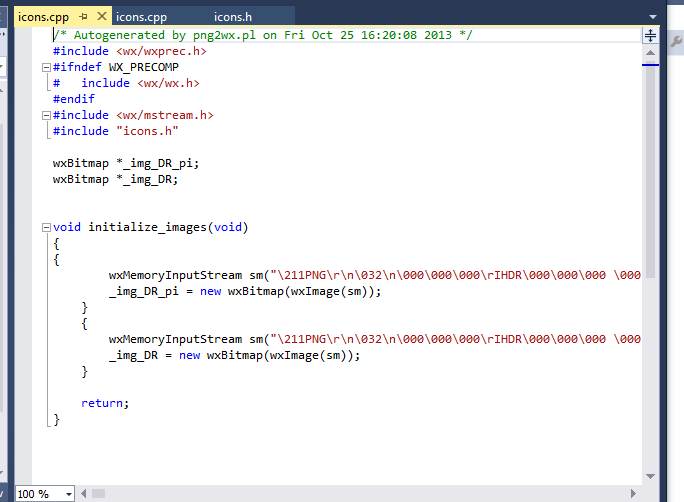 icons.cpp icons.cpp icons.h
/* Autogenerated by png2wx.pl on Fri Oct 25 16:20:08 2013 */
#include <wx/wxprec.h>
#ifndef WX_PRECOMP
#   include <wx/wx.h>
#endif
#include <wx/mstream.h>
#include "icons.h"
wxBitmap *_img_DR_pi;
wxBitmap *_img_DR;
void initialize_images(void)
{
{
wxMemoryInputStream sm("\211PNG\r\n\032\n\000\000\000\rIHDR\000\000\000 \000
_img_DR_pi = new wxBitmap(wxImage(sm));
}
{
wxMemoryInputStream sm("\211PNG\r\n\032\n\000\000\000\rIHDR\000\000\000 \000
_img_DR = new wxBitmap(wxImage(sm));
}
return;
}
100 %